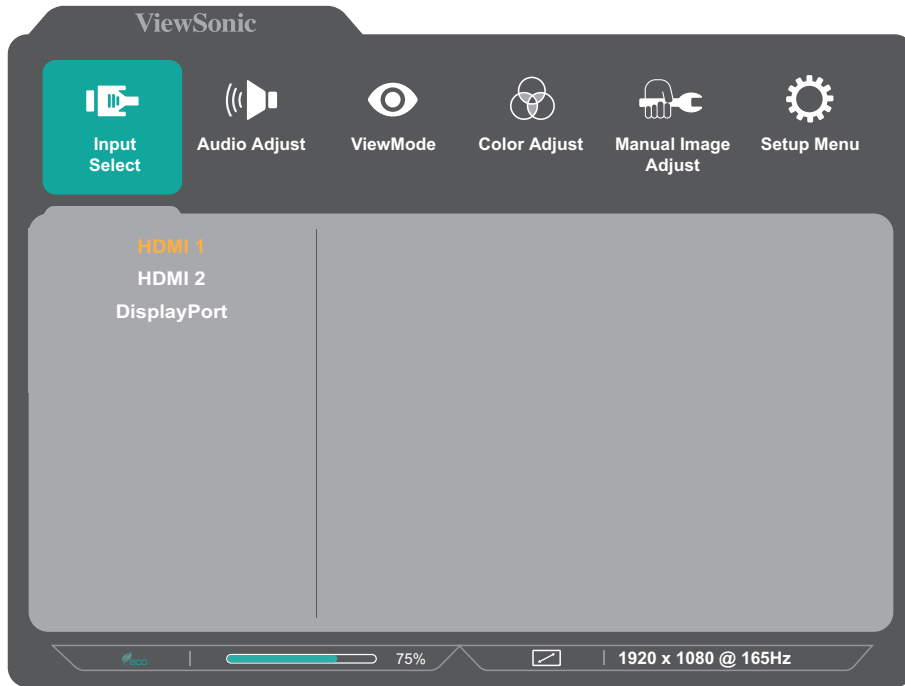 ViewSonic
Input
Select
Audio Adjust
ViewMode
Color Adjust
Manual Image
Adjust
Setup Menu
HDMI 1
HDMI 2
DisplayPort
eco
75%
1920 x 1080 @ 165Hz